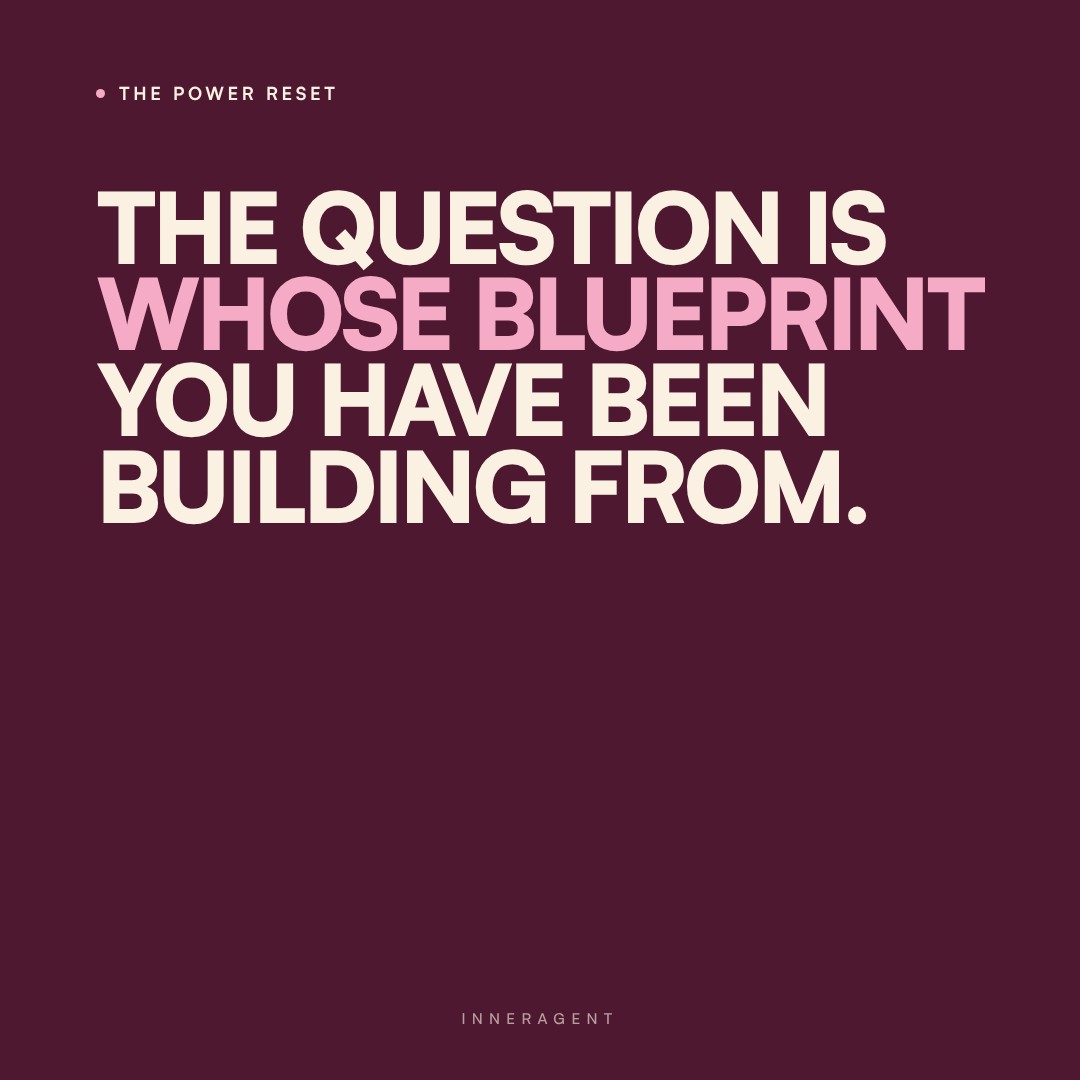 THE POWER RESET
THE QUESTION IS
WHOSE BLUEPRINT
YOU HAVE BEEN
BUILDING FROM.
INNERAGENT